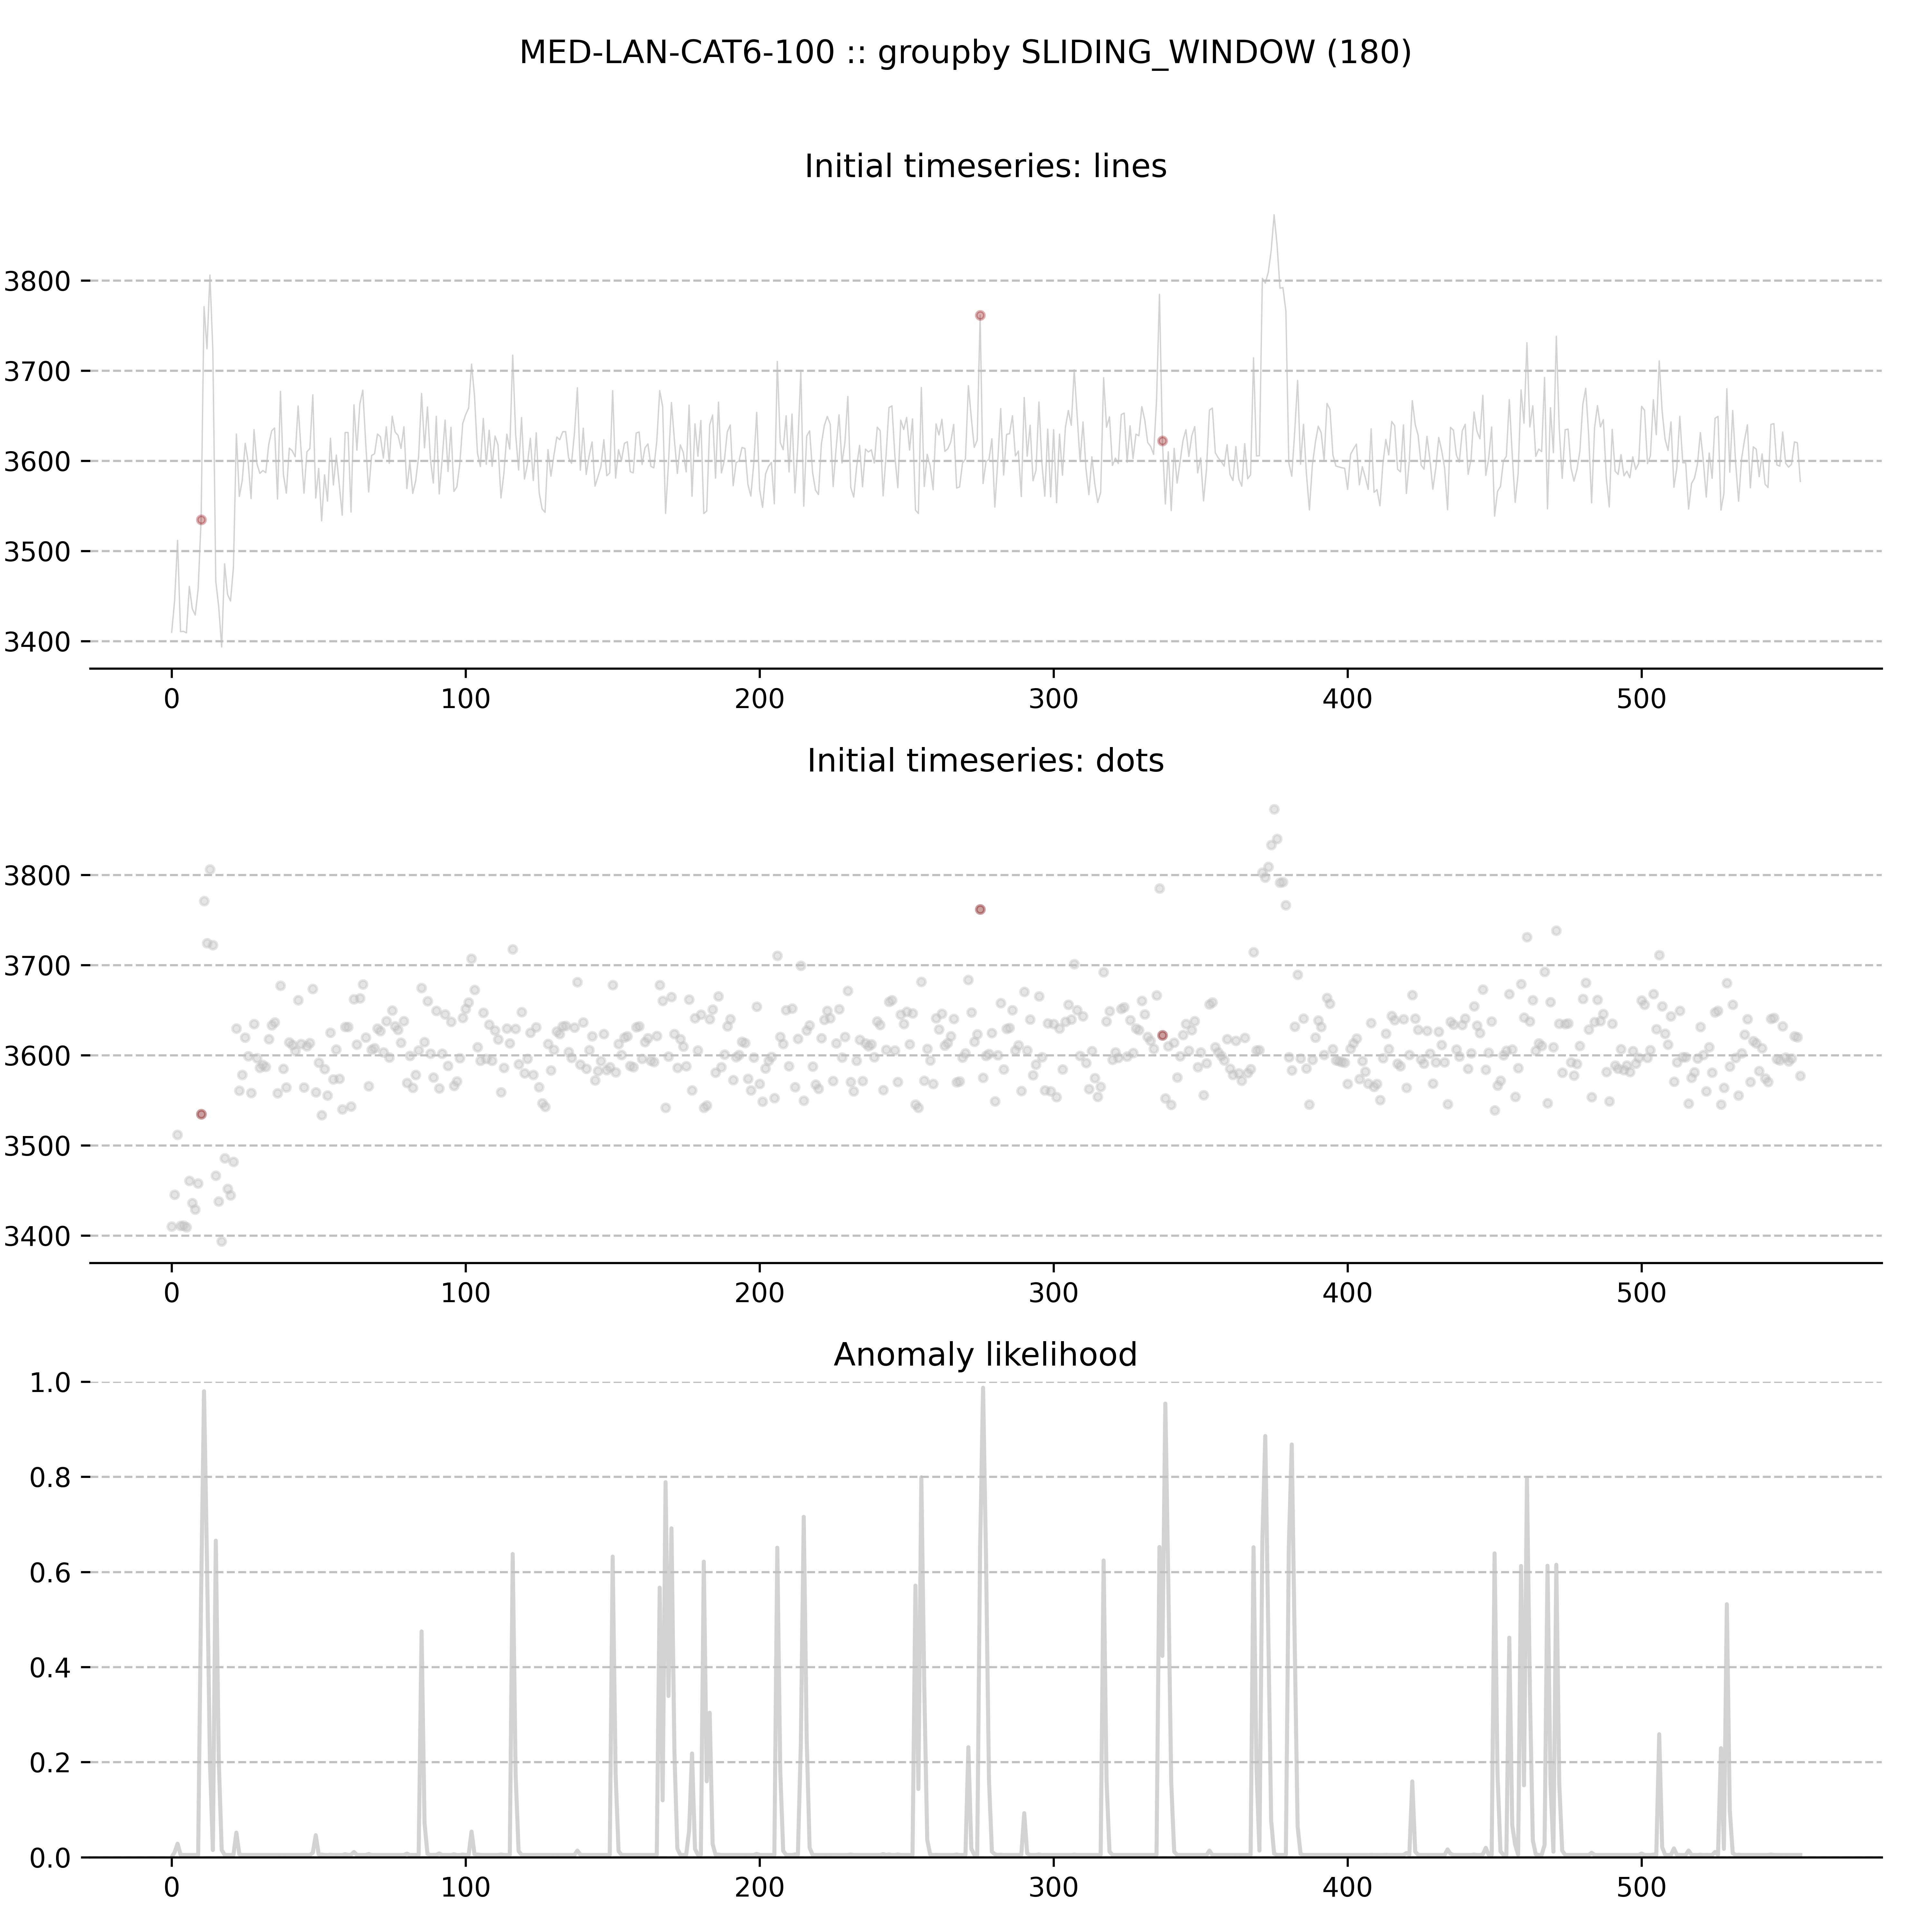 MED-LAN-CAT6-100 :: groupby SLIDING_WINDOW (180)
Initial timeseries: lines
3800
3700
3600
3500
3400
0 100 200 300 400 500
Initial timeseries: dots
3800
3700
3600
3500
3400
0 100 200 300 400 500
Anomaly likelihood
1.0
0.8
0.6
0.4
0.2
0.0
0 100 200 300 400 500